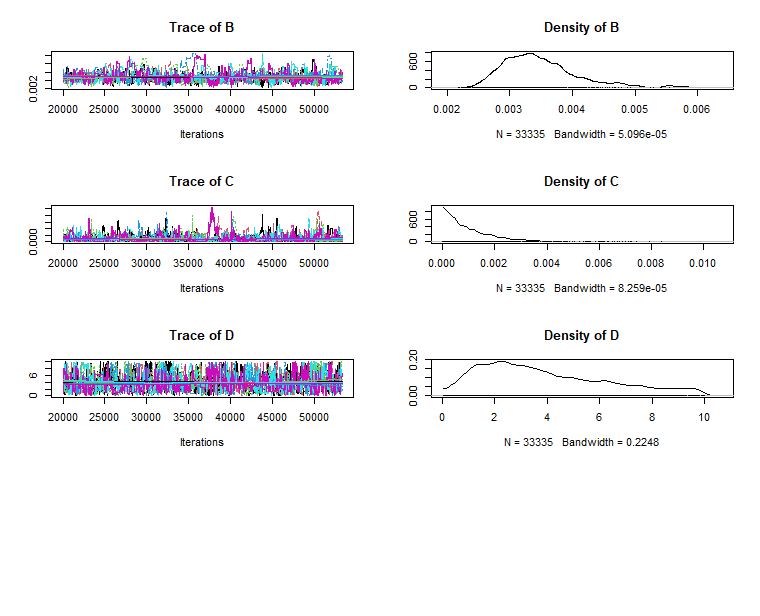 Trace of B
0.002
20000 25000 30000 35000 40000 45000 50000
Iterations
Density of B
0 6000
0.002 0.003 0.004 0.005 0.006
N = 33335 Bandwidth = 5.096e-05
Trace of C
0.000
20000 25000 30000 35000 40000 45000 50000
Iterations
Density of C
0 600
0.000 0.002 0.004 0.006 0.008 0.010
N = 33335 Bandwidth = 8.259e-05
Trace of D
0 6
20000 25000 30000 35000 40000 45000 50000
Iterations
Density of D
0.00 0.20
0 2 4 6 8 10
N = 33335 Bandwidth = 0.2248